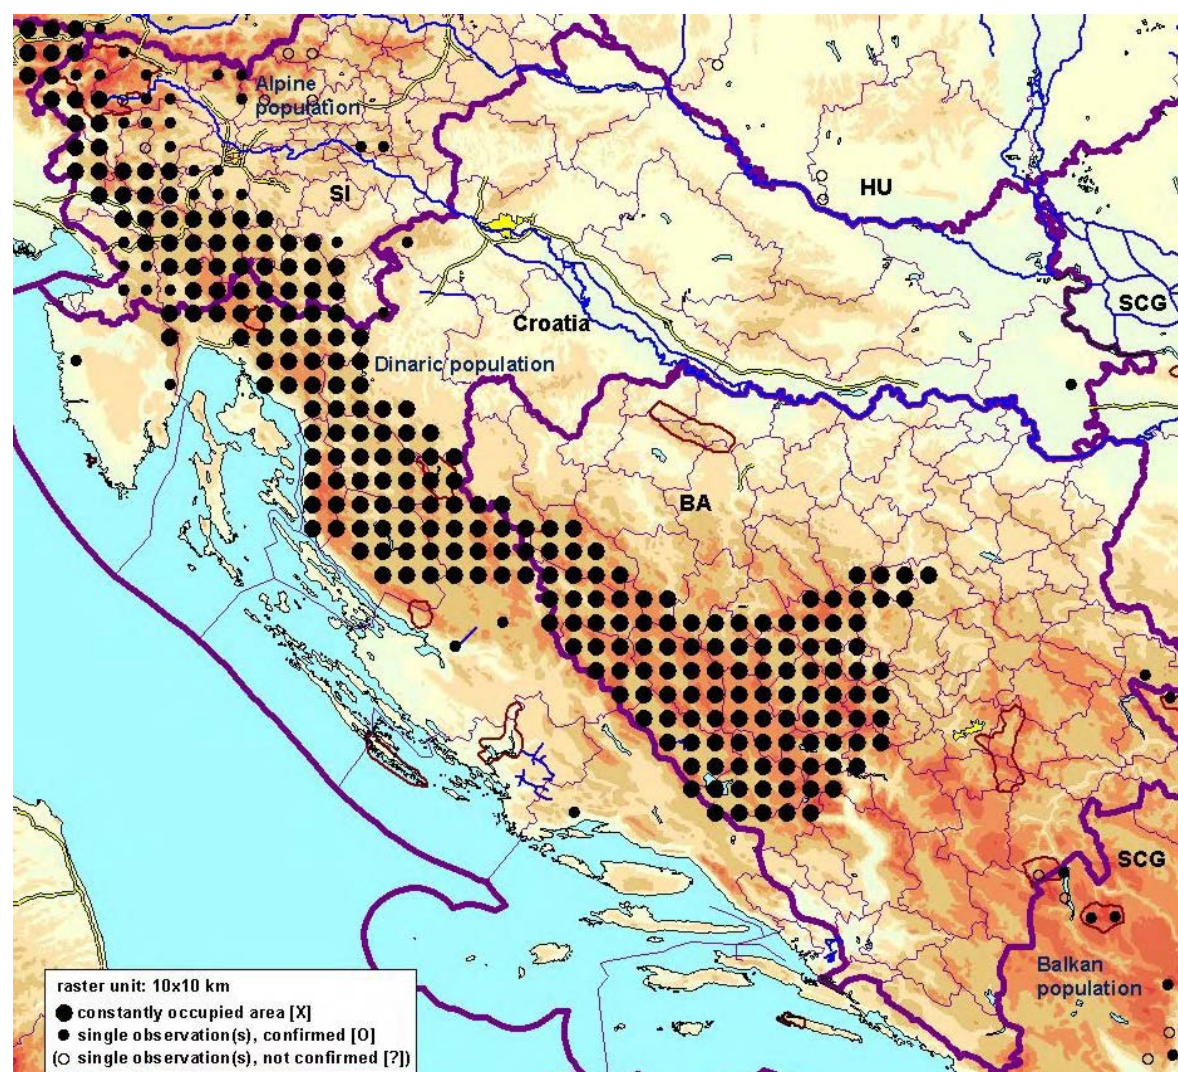 Alpine
population
SI
HU
SCG
Croatia
Dinaric population
BA
SCG
Balkan
population
raster unit: 10x10 km
constantly occupied area [X]
single observation(s), confirmed [O]
(○ single observation(s), not confirmed [?])